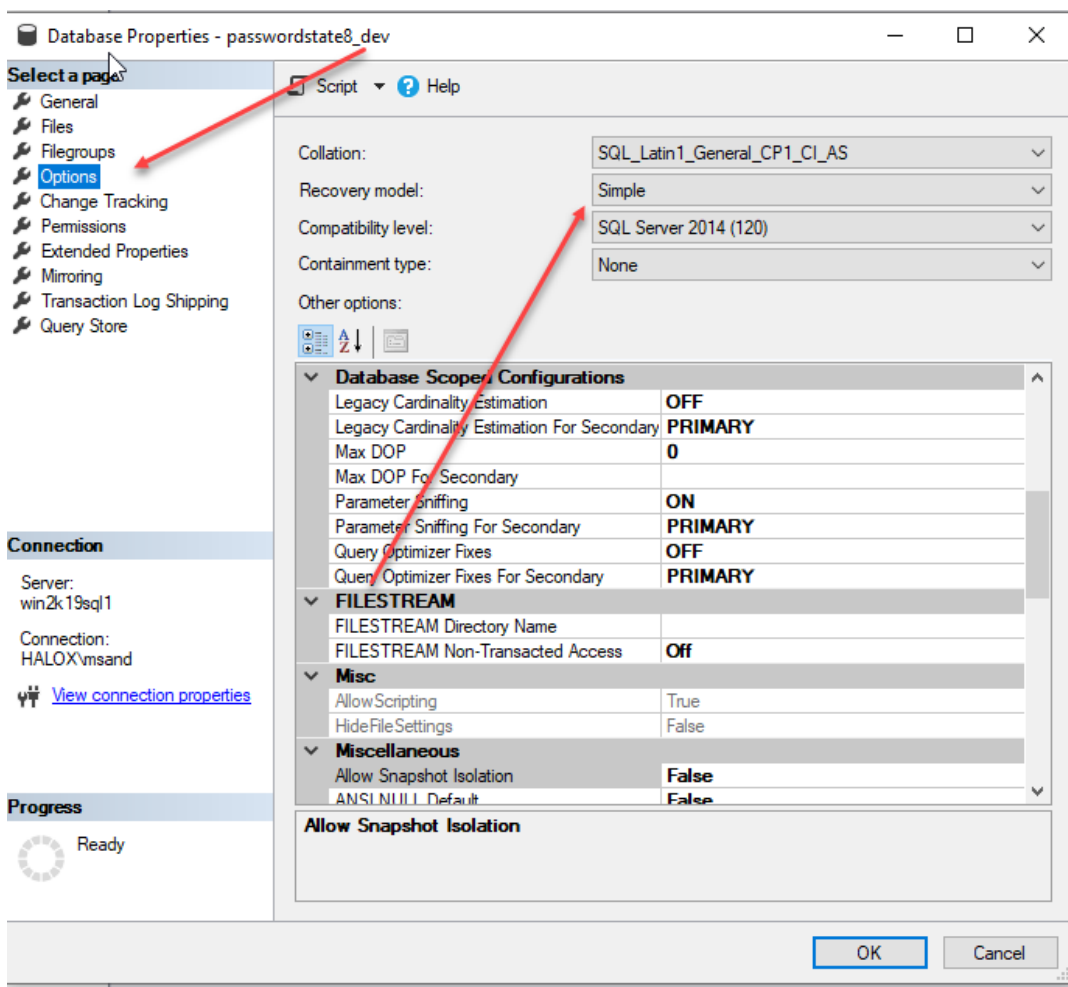 Database Properties - passwordstate8_dev
Select a page
General
Files
Filegroups
Options
Change Tracking
Permissions
Extended Properties
Mirroring
Transaction Log Shipping
Query Store
Connection
Server:
win2k19sql1
Connection:
HALOX\msand
View connection properties
Progress
Ready
Script
Help
Collation: SQL_Latin1_General_CP1_CI_AS
Recovery model: Simple
Compatibility level: SQL Server 2014 (120)
Containment type: None
Other options:
Database Scoped Configurations
Legacy Cardinality Estimation OFF
Legacy Cardinality Estimation For Secondary PRIMARY
Max DOP 0
Max DOP For Secondary
Parameter Sniffing ON
Parameter Sniffing For Secondary PRIMARY
Query Optimizer Fixes OFF
Query Optimizer Fixes For Secondary PRIMARY
FILESTREAM
FILESTREAM Directory Name
FILESTREAM Non-Transacted Access Off
Misc
AllowScripting True
HideFileSettings False
Miscellaneous
Allow Snapshot Isolation False
ANSI NULL Default False
Allow Snapshot Isolation
OK Cancel